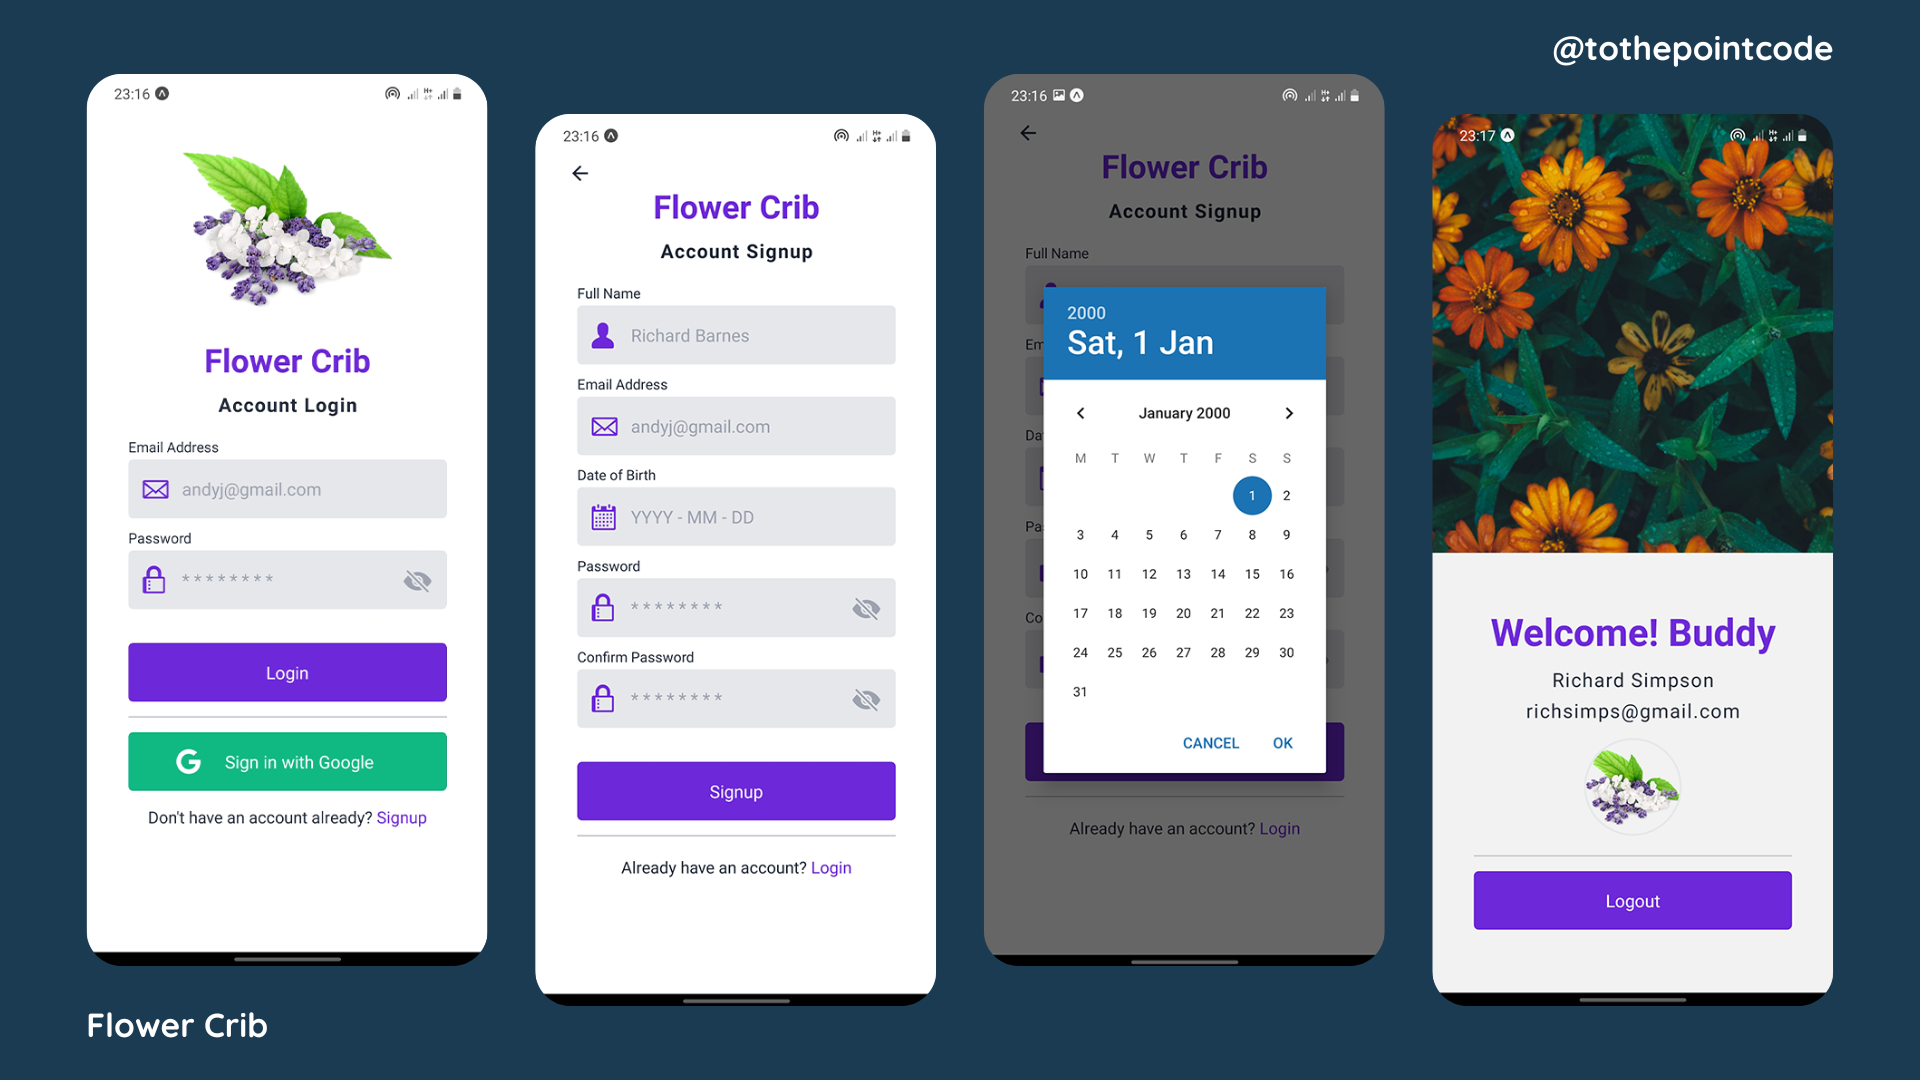 @tothepointcode
23:16
Flower Crib
Account Login
Email Address
andyj@gmail.com
Password
********
Login
G Sign in with Google
Don't have an account already? Signup
23:16
Flower Crib
Account Signup
Full Name
Richard Barnes
Email Address
andyj@gmail.com
Date of Birth
YYYY - MM - DD
Password
********
Confirm Password
********
Signup
Already have an account? Login
23:16
Flower Crib
Account Signup
Full Name
Em
Da
Pa
Co
2000
Sat, 1 Jan
January 2000
M T W T F S S
1 2
3 4 5 6 7 8 9
10 11 12 13 14 15 16
17 18 19 20 21 22 23
24 25 26 27 28 29 30
31
CANCEL OK
Already have an account? Login
23:17
Welcome! Buddy
Richard Simpson
richsimps@gmail.com
Logout
Flower Crib